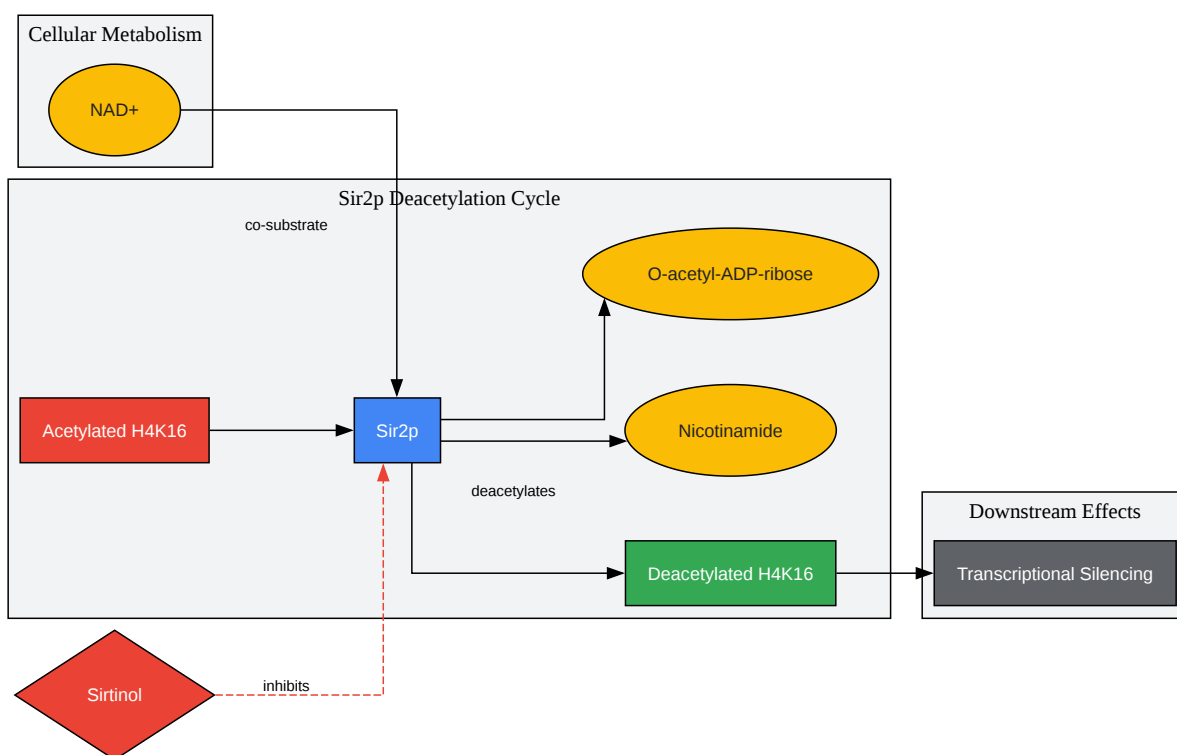 Cellular Metabolism
NAD+
Sir2p Deacetylation Cycle
co-substrate
O-acetyl-ADP-ribose
Acetylated H4K16
Sir2p
Nicotinamide
deacetylates
Downstream Effects
Deacetylated H4K16
Transcriptional Silencing
Sirtinol
inhibits